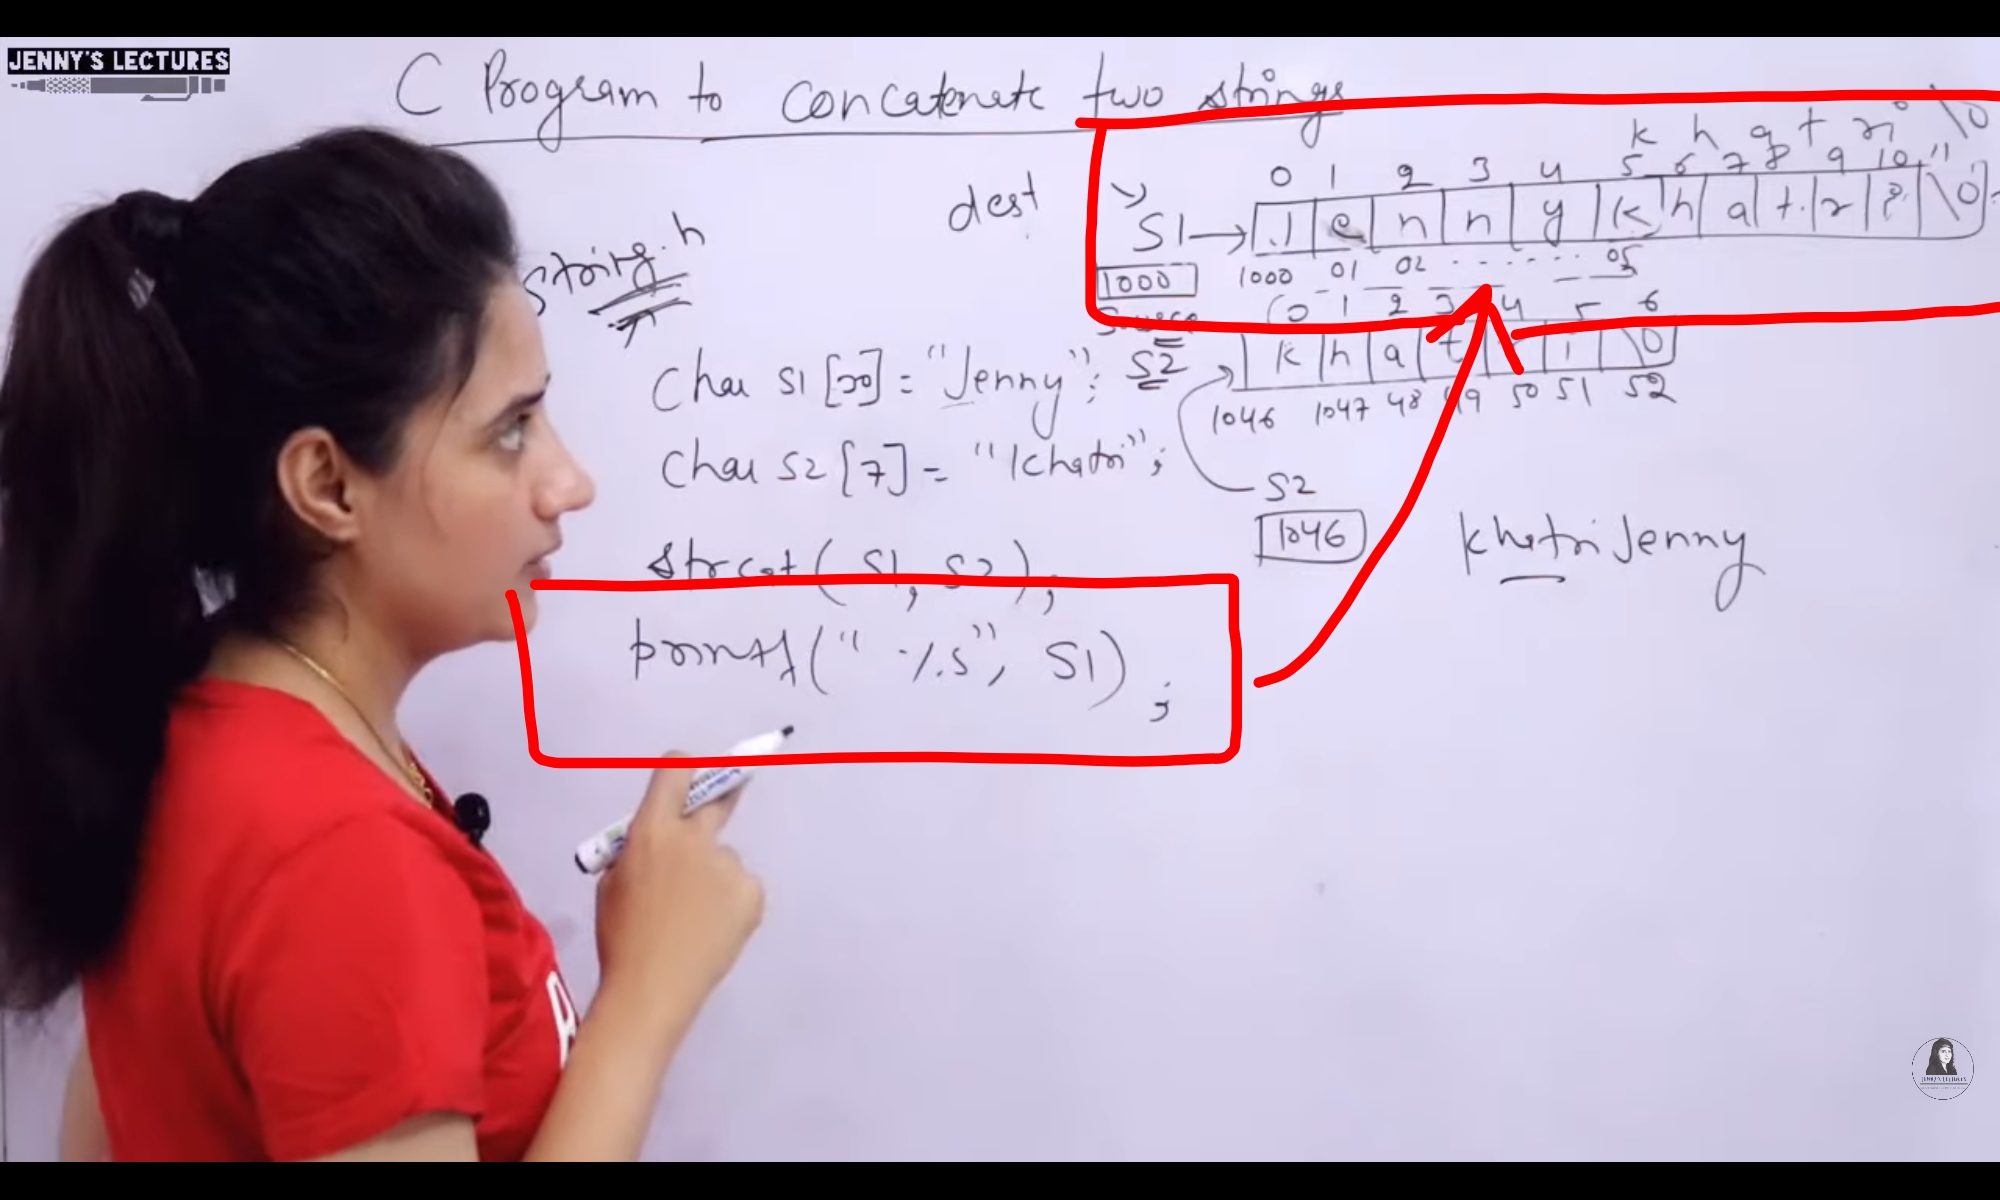 JENNY'S LECTURES
C Program to concatenate two strings
k h a t ri \0
0 1 2 3 4 5 6 7 8 9 10 11
dest
S1→ J e n n y k h a t r i \0
string.h
1000 1000 01 02 ....... 05
Source 0 1 2 3 4 5 6
S2 k h a t r i \0
1046 1047 48 49 50 51 52
Char S1[20] = "Jenny";
Char S2[7] = "Khatri";
S2
1046
Khatri Jenny
strcat(S1, S2);
printf("%s", S1);
JENNY'S LECTURES